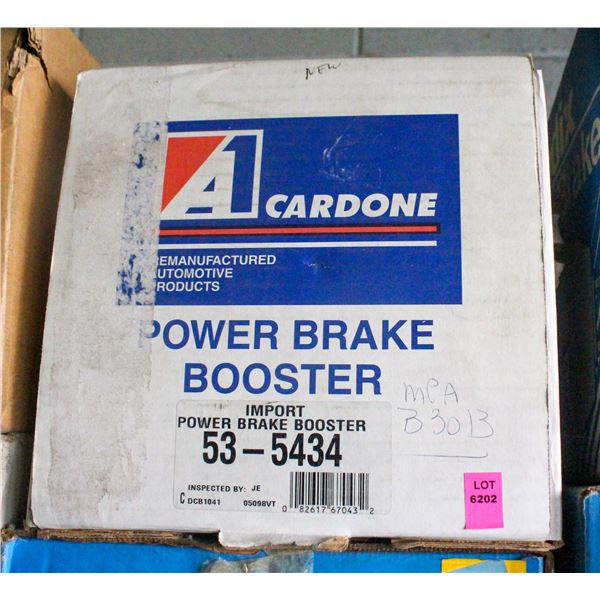 NEW
A1 CARDONE
REMANUFACTURED
AUTOMOTIVE
PRODUCTS
POWER BRAKE
BOOSTER
IMPORT
POWER BRAKE BOOSTER
53-5434
INSPECTED BY: JE
C DCB1041 05098VT
0 82617 67043 2
MPA
B30B
LOT
6202